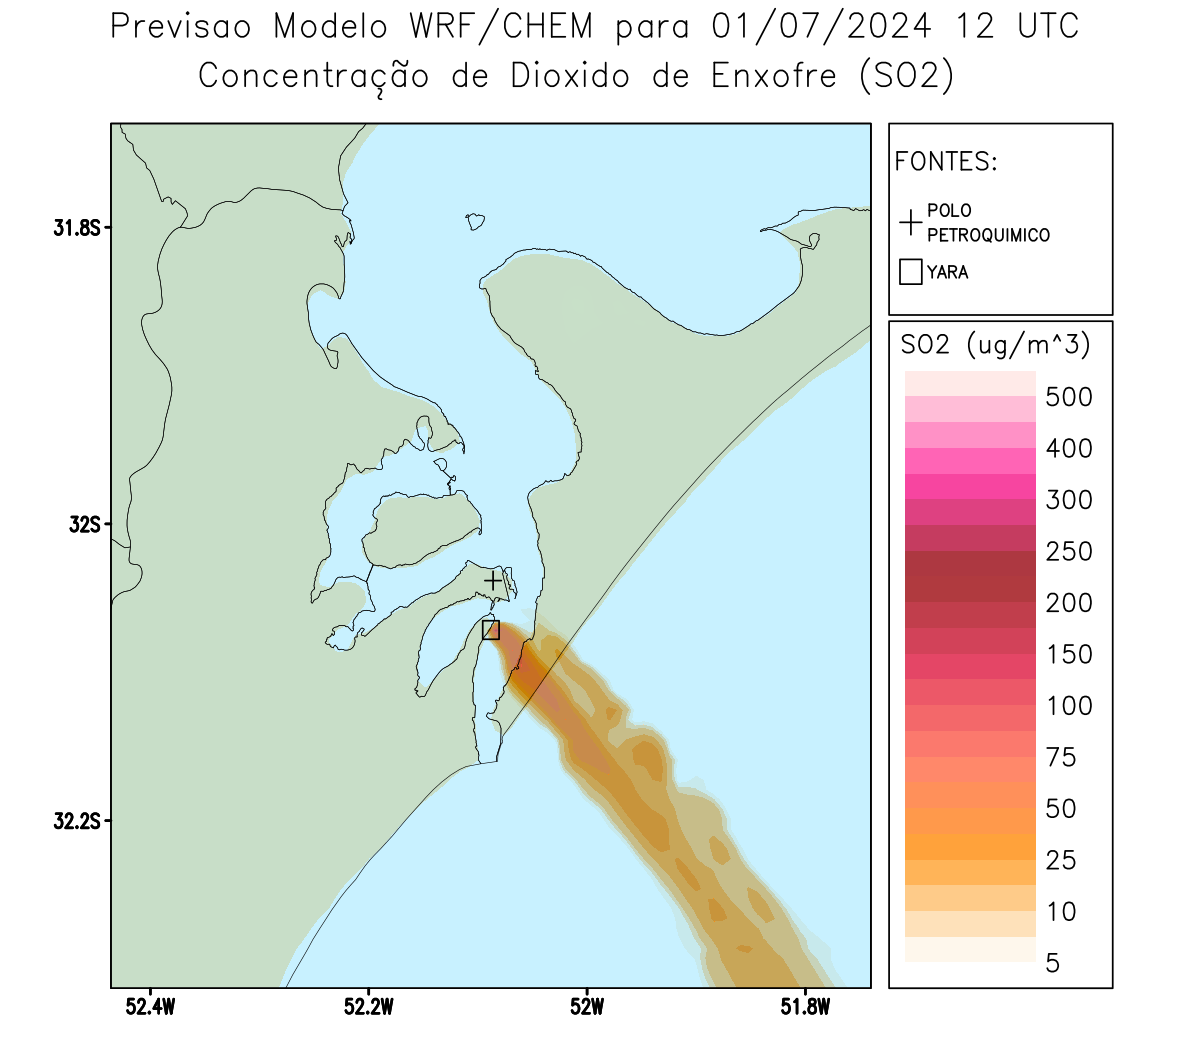 Previsao Modelo WRF/CHEM para 01/07/2024 12 UTC
Concentração de Dioxido de Enxofre (SO2)
FONTES:
POLO
PETROQUIMICO
YARA
SO2 (ug/m^3)
500
400
300
250
200
150
100
75
50
25
10
5
31.8S
32S
32.2S
52.4W
52.2W
52W
51.8W